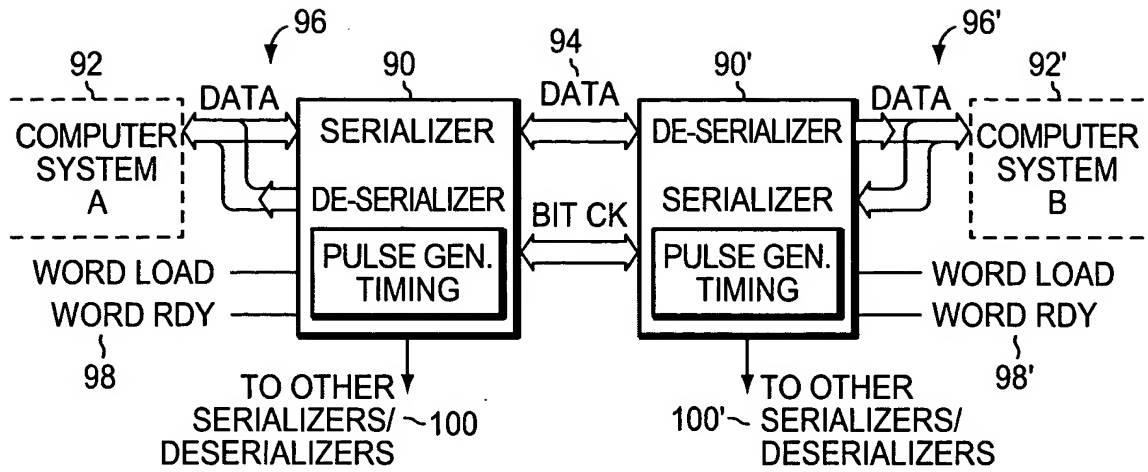 96
96'
92
90
94
90'
92'
DATA
DATA
DATA
COMPUTER
SYSTEM
A
SERIALIZER
DE-SERIALIZER
PULSE GEN.
TIMING
BIT CK
DE-SERIALIZER
SERIALIZER
PULSE GEN.
TIMING
COMPUTER
SYSTEM
B
WORD LOAD
WORD RDY
98
WORD LOAD
WORD RDY
98'
TO OTHER
SERIALIZERS/
DESERIALIZERS
100
100'
TO OTHER
SERIALIZERS/
DESERIALIZERS